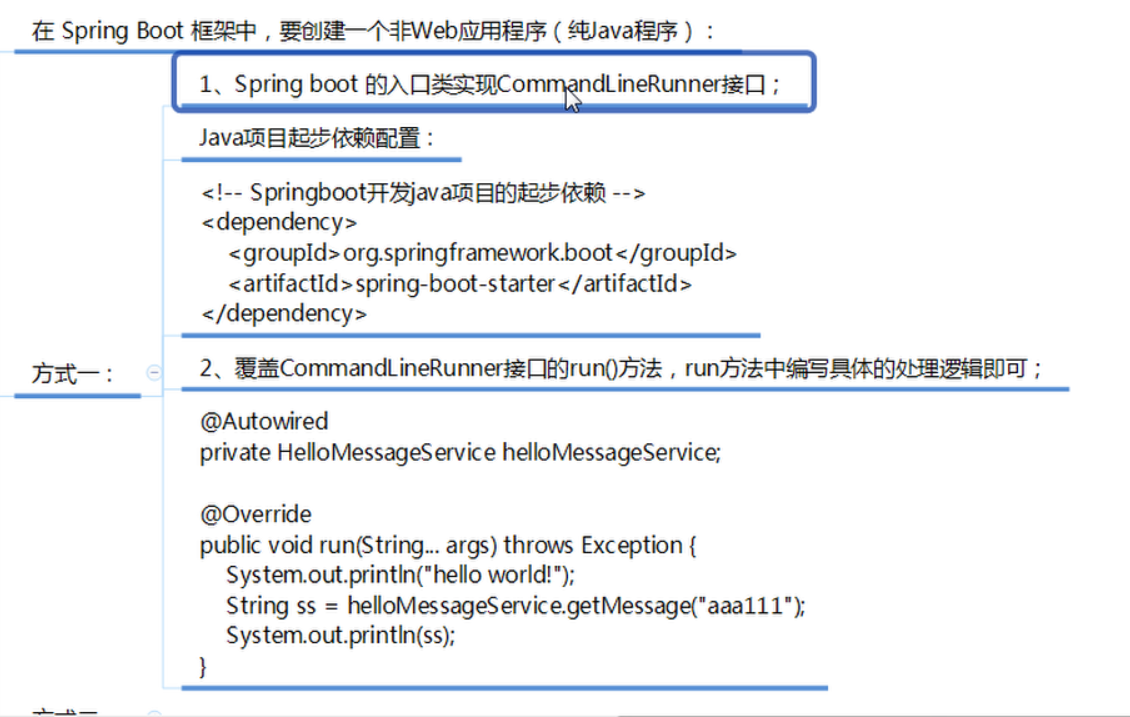 在 Spring Boot 框架中，要创建一个非Web应用程序（纯Java程序）：
1、Spring boot 的入口类实现CommandLineRunner接口；
Java项目起步依赖配置：
<!-- Springboot开发java项目的起步依赖 -->
<dependency>
    <groupId>org.springframework.boot</groupId>
    <artifactId>spring-boot-starter</artifactId>
</dependency>
方式一：
2、覆盖CommandLineRunner接口的run()方法，run方法中编写具体的处理逻辑即可；
@Autowired
private HelloMessageService helloMessageService;
@Override
public void run(String... args) throws Exception {
    System.out.println("hello world!");
    String ss = helloMessageService.getMessage("aaa111");
    System.out.println(ss);
}